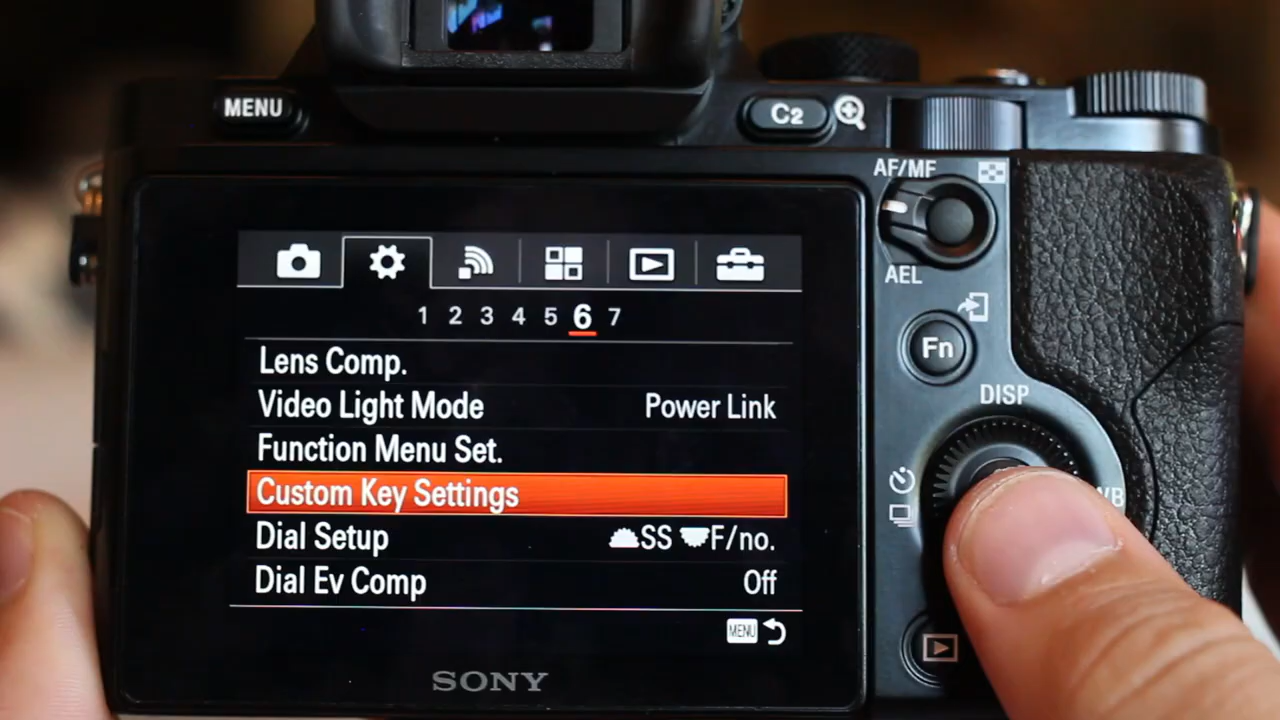 MENU
C2
AF/MF
AEL
1 2 3 4 5 6 7
Lens Comp.
Video Light Mode Power Link
Function Menu Set.
Custom Key Settings
Dial Setup SS F/no.
Dial Ev Comp Off
MENU
SONY
Fn
DISP
WB